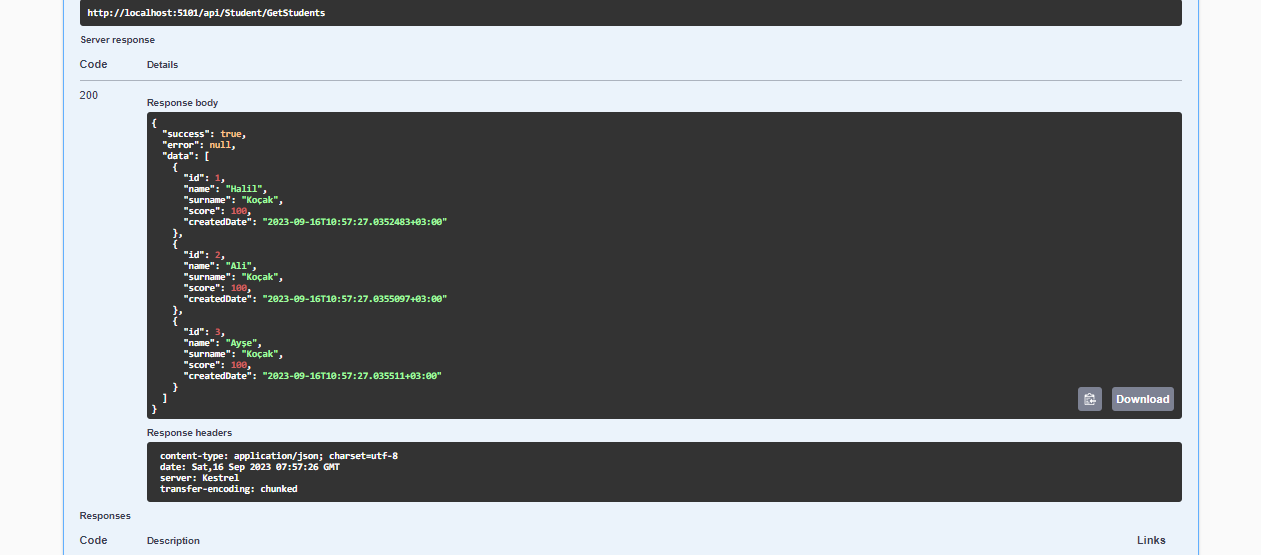 http://localhost:5101/api/Student/GetStudents
Server response
Code Details
200
Response body
{
  "success": true,
  "error": null,
  "data": [
    {
      "id": 1,
      "name": "Halil",
      "surname": "Koçak",
      "score": 100,
      "createdDate": "2023-09-16T10:57:27.0352483+03:00"
    },
    {
      "id": 2,
      "name": "Ali",
      "surname": "Koçak",
      "score": 100,
      "createdDate": "2023-09-16T10:57:27.0355097+03:00"
    },
    {
      "id": 3,
      "name": "Ayşe",
      "surname": "Koçak",
      "score": 100,
      "createdDate": "2023-09-16T10:57:27.035511+03:00"
    }
  ]
}
Download
Response headers
content-type: application/json; charset=utf-8
date: Sat,16 Sep 2023 07:57:26 GMT
server: Kestrel
transfer-encoding: chunked
Responses
Code Description Links